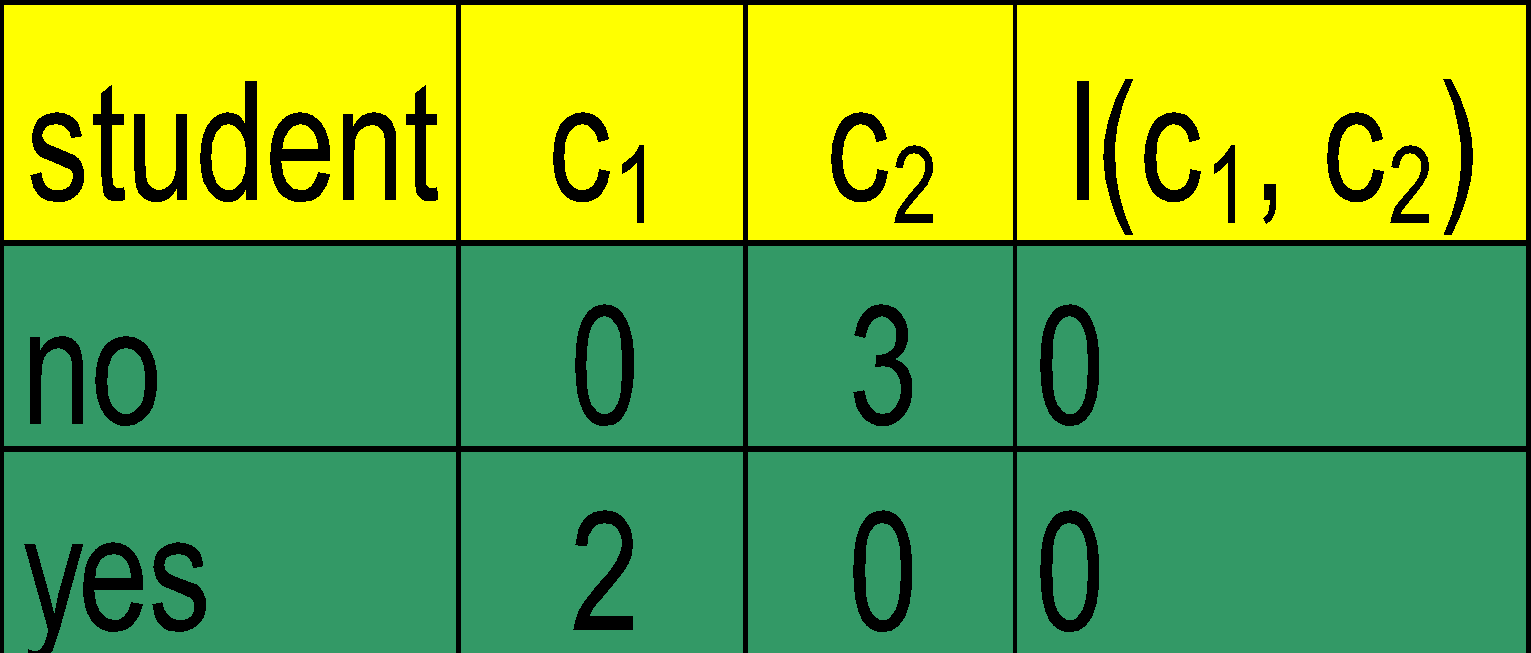 student c₁ c₂ I(c₁, c₂)
no 0 3 0
yes 2 0 0